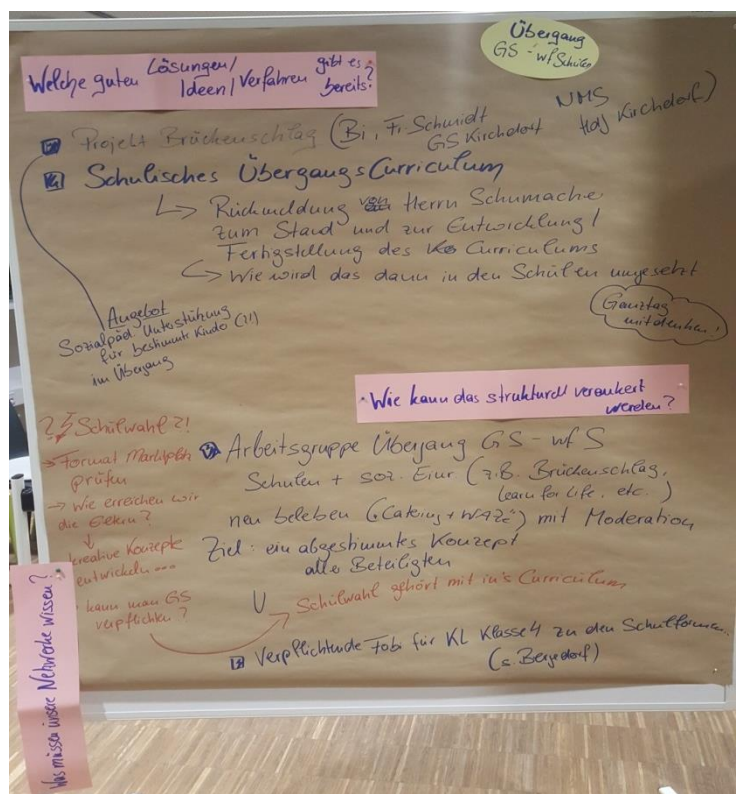 Übergang
GS - wf Schulen
Welche guten Lösungen/
Ideen/Verfahren gibt es
bereits?
Projekt Brückenschlag (Bi, Fr. Schmidt
GS Kirchdorf
NMS
Kirchdorf)
Schulisches ÜbergangsCurriculum
Rückmeldung von Herrn Schumache
zum Stand und zur Entwicklung/
Fertigstellung des Curriculums
Wie wird das dann in den Schulen umgesetzt
Ganztag
mitdenken!
Angebot
Sozialpäd. Unterstützung
für bestimmte Kinder (?!)
im Übergang
Wie kann das strukturell verankert
werden?
?? Schulwahl ?!
→ Format Marktplatz
prüfen
→ Wie erreichen wir
die Eltern?
↓
kreative Konzepte
entwickeln...
kann man GS
verpflichten?
Arbeitsgruppe Übergang GS - wf S
Schulen + soz. Einr (z.B. Brückenschlag,
learn for life, etc.)
neu beleben ("Catering + WAZ") mit Moderation
Ziel: ein abgestimmtes Konzept
aller Beteiligten
Schulwahl gehört mit in's Curriculum
Verpflichtende Fobi für KL Klasse 4 zu den Schulformen
(s. Bergedorf)
Was müssen unsere Netzwerke wissen?